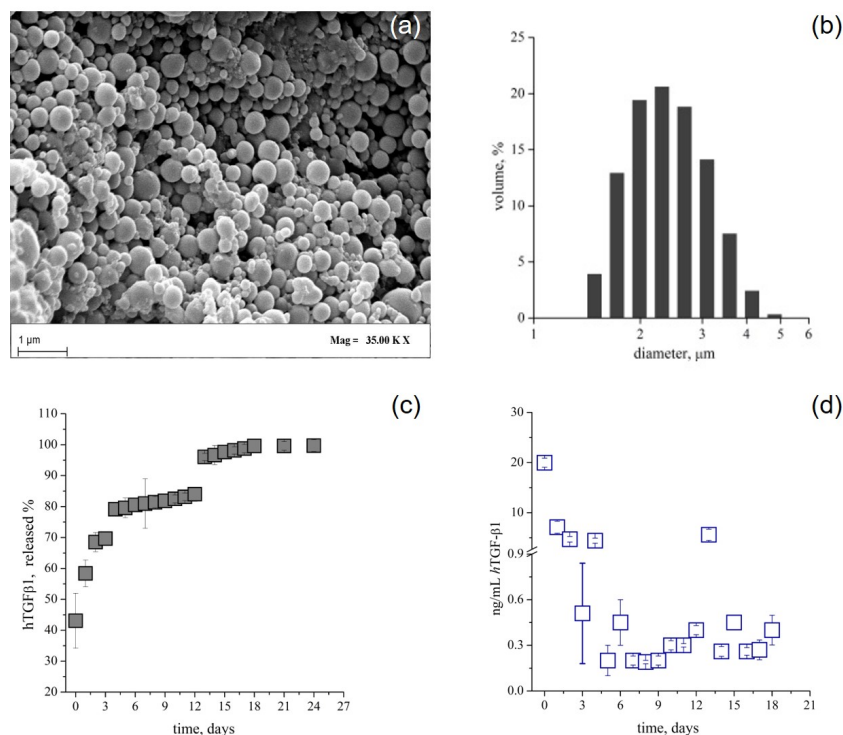 (a)
1 µm
Mag = 35.00 K X
(b)
25
20
15
10
5
0
volume, %
1 2 3 4 5 6
diameter, µm
(c)
110
100
90
80
70
60
50
40
30
20
hTGFβ1, released %
0 3 6 9 12 15 18 21 24 27
time, days
(d)
30
20
10
0.9
0.6
0.3
0.0
ng/mL hTGF-β1
0 3 6 9 12 15 18 21
time, days